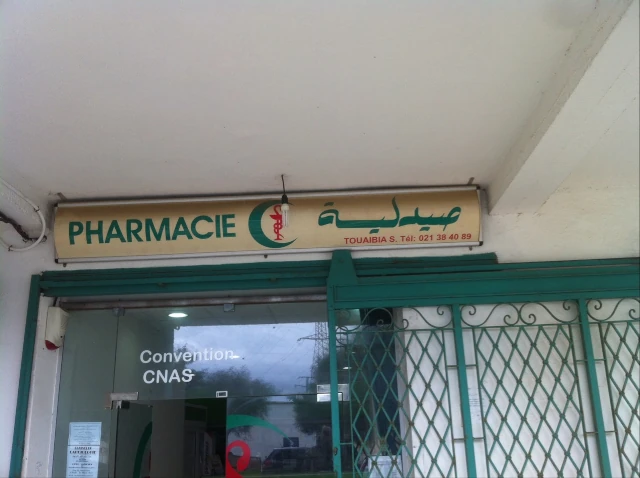 PHARMACIE
صيدلية
TOUAIBIA S. Tél: 021 38 40 89
Convention
CNAS